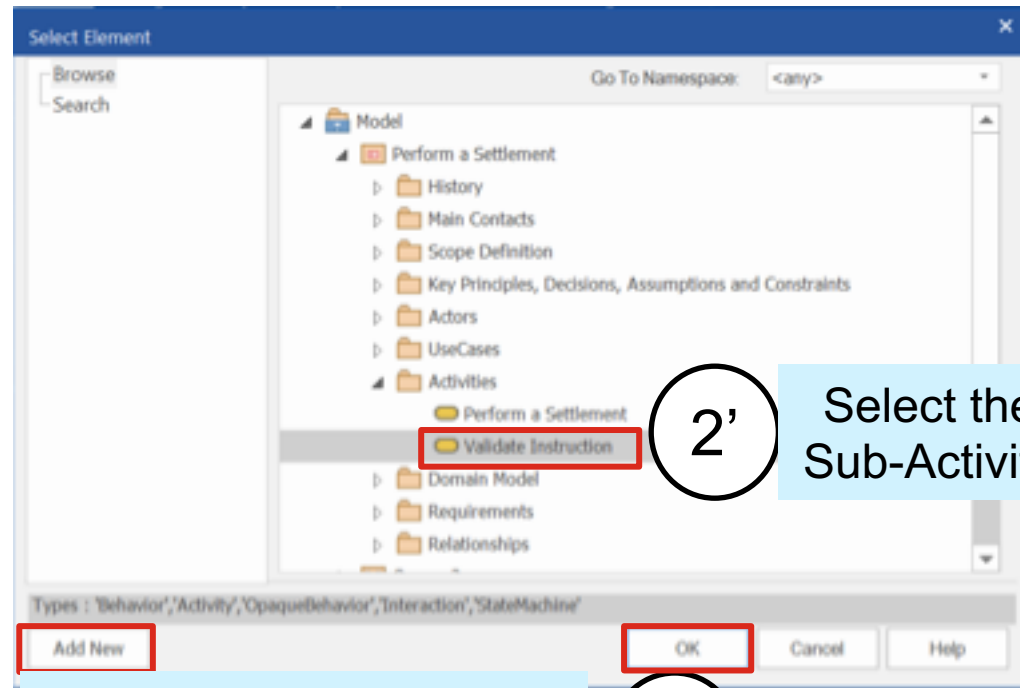 Select Element
Browse
Search
Go To Namespace: <any>
Model
Perform a Settlement
History
Main Contacts
Scope Definition
Key Principles, Decisions, Assumptions and Constraints
Actors
UseCases
Activities
Perform a Settlement
Validate Instruction
2’
Select the
Sub-Activi
Domain Model
Requirements
Relationships
Types : 'Behavior','Activity','OpaqueBehavior','Interaction','StateMachine'
Add New
OK
Cancel
Help